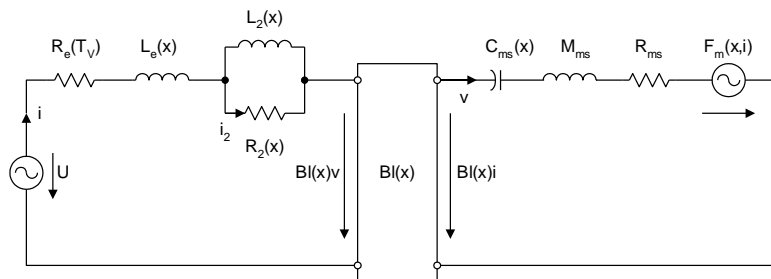 L2(x)
Re(TV)
Le(x)
Cms(x)
Mms
Rms
Fm(x,i)
i
i2
R2(x)
v
U
Bl(x)v
Bl(x)
Bl(x)i